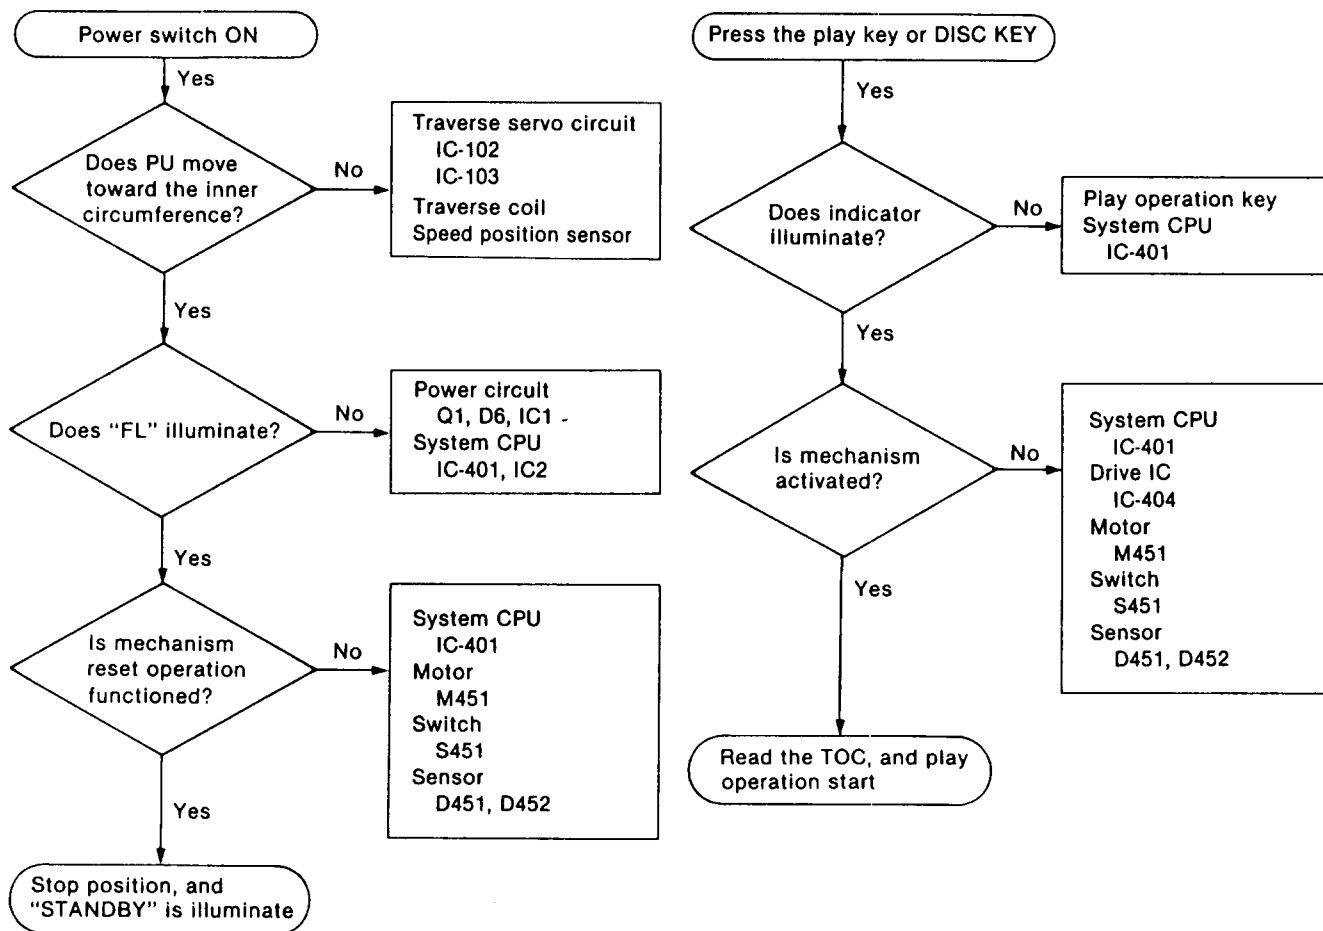 Power switch ON
Yes
Does PU move
toward the inner
circumference?
No
Traverse servo circuit
IC-102
IC-103
Traverse coil
Speed position sensor
Yes
Does "FL" illuminate?
No
Power circuit
Q1, D6, IC1
System CPU
IC-401, IC2
Yes
Is mechanism
reset operation
functioned?
No
System CPU
IC-401
Motor
M451
Switch
S451
Sensor
D451, D452
Yes
Stop position, and
"STANDBY" is illuminate
Press the play key or DISC KEY
Yes
Does indicator
illuminate?
No
Play operation key
System CPU
IC-401
Yes
Is mechanism
activated?
No
System CPU
IC-401
Drive IC
IC-404
Motor
M451
Switch
S451
Sensor
D451, D452
Yes
Read the TOC, and play
operation start